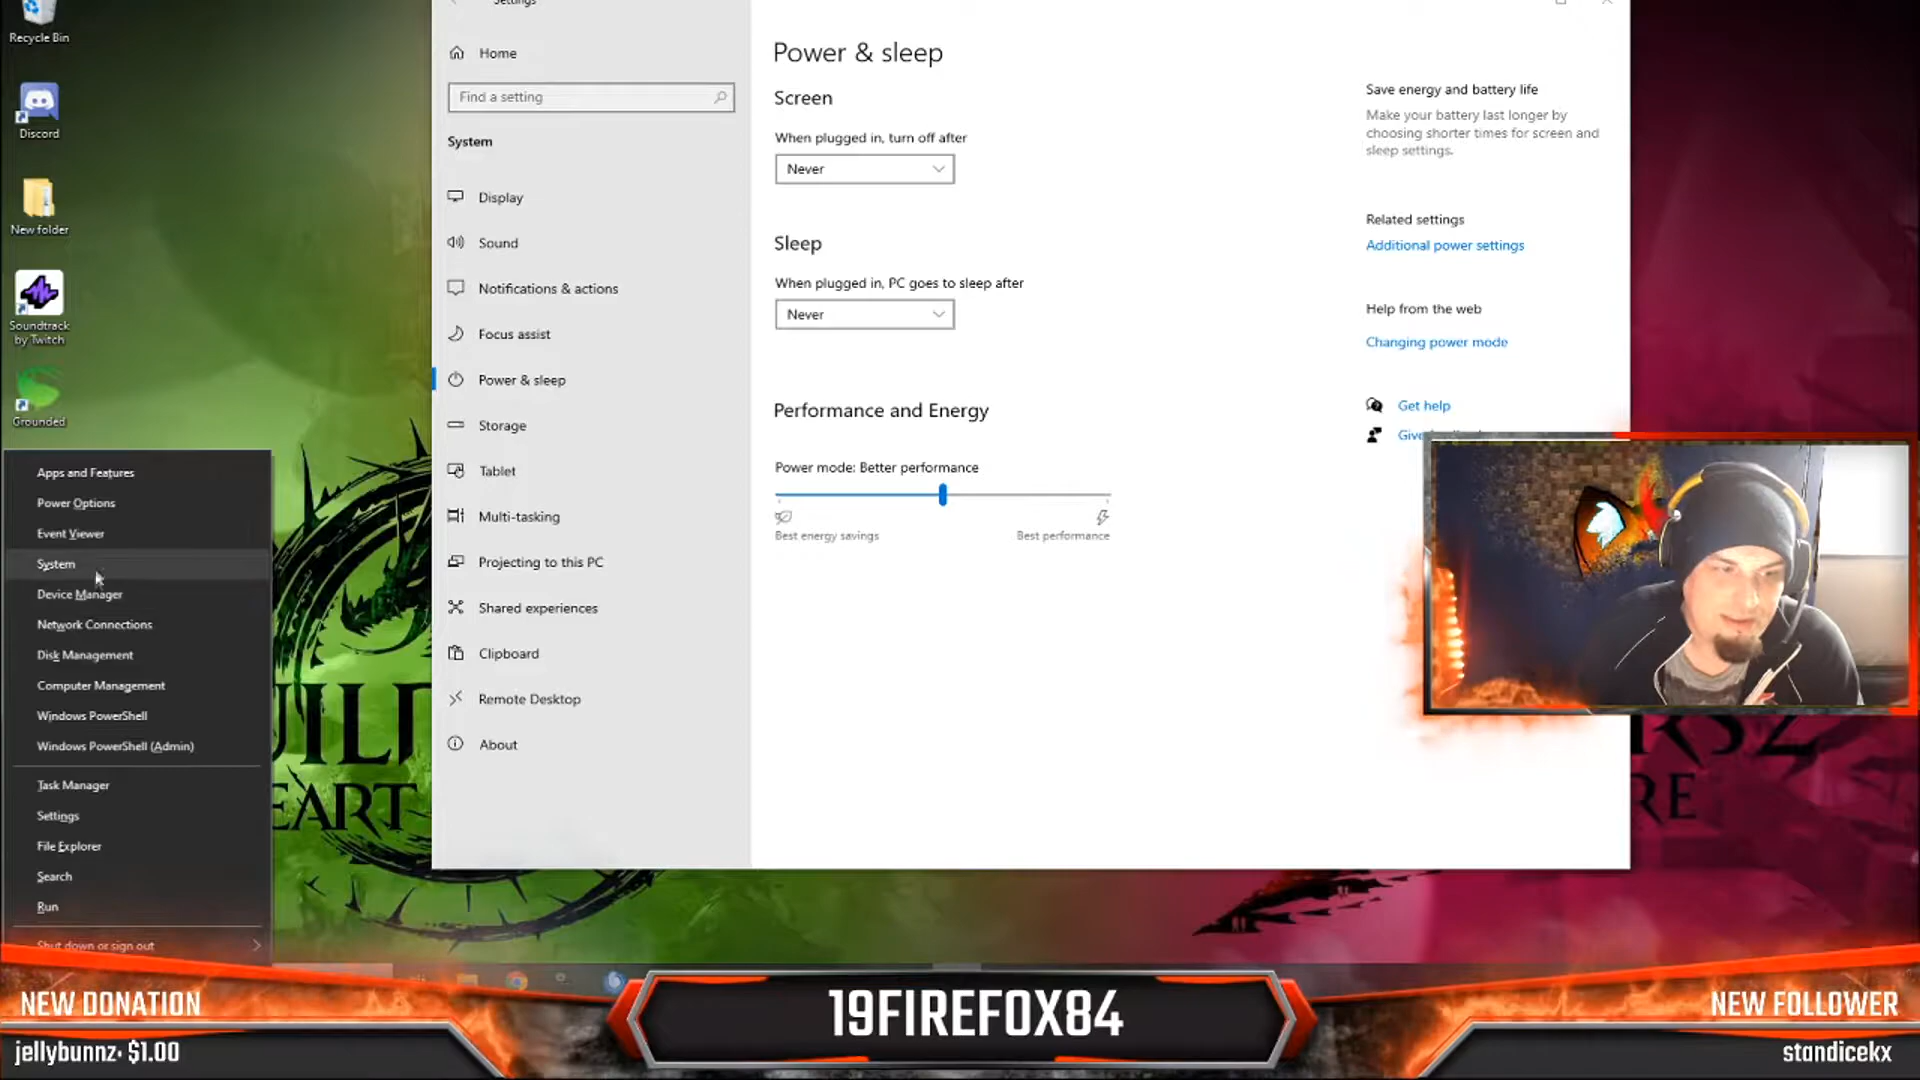 Recycle Bin
Discord
New folder
Soundtrack
by Twitch
Grounded
Apps and Features
Power Options
Event Viewer
System
Device Manager
Network Connections
Disk Management
Computer Management
Windows PowerShell
Windows PowerShell (Admin)
Task Manager
Settings
File Explorer
Search
Run
Shut down or sign out
Settings
Home
Find a setting
System
Display
Sound
Notifications & actions
Focus assist
Power & sleep
Storage
Tablet
Multi-tasking
Projecting to this PC
Shared experiences
Clipboard
Remote Desktop
About
Power & sleep
Screen
When plugged in, turn off after
Never
Sleep
When plugged in, PC goes to sleep after
Never
Performance and Energy
Power mode: Better performance
Best energy savings
Best performance
Save energy and battery life
Make your battery last longer by
choosing shorter times for screen and
sleep settings.
Related settings
Additional power settings
Help from the web
Changing power mode
Get help
NEW DONATION
jellybunnz• $1.00
19FIREFOX84
NEW FOLLOWER
standicekx